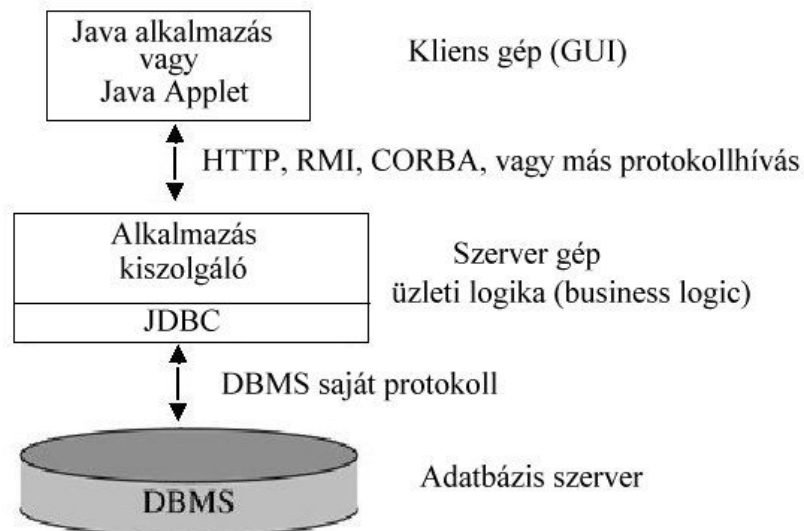 Java alkalmazás
vagy
Java Applet
Kliens gép (GUI)
HTTP, RMI, CORBA, vagy más protokollhívás
Alkalmazás
kiszolgáló
JDBC
Szerver gép
üzleti logika (business logic)
DBMS saját protokoll
DBMS
Adatbázis szerver